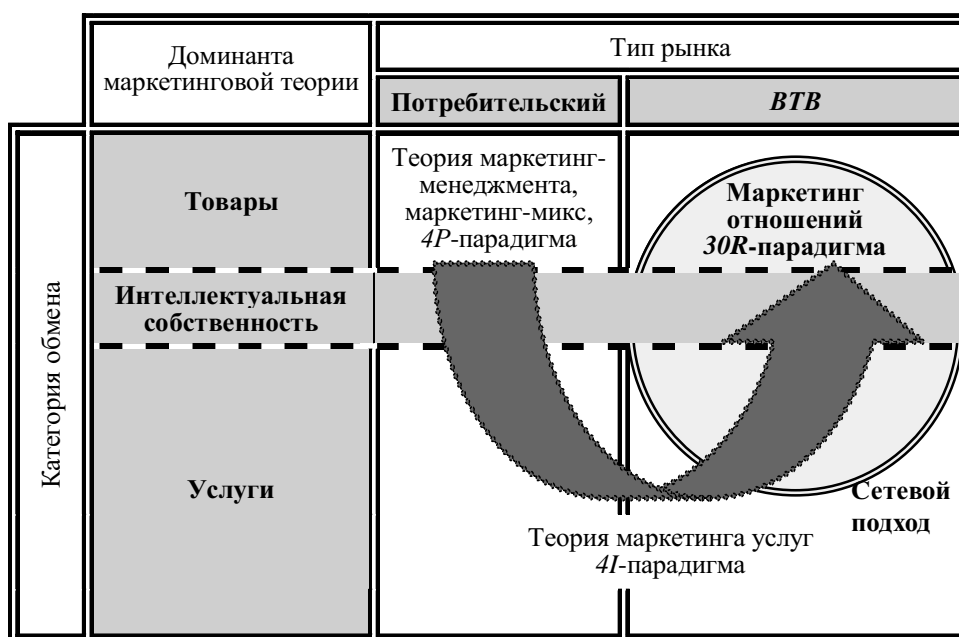 Доминанта
маркетинговой теории
Тип рынка
Потребительский
BTB
Категория обмена
Товары
Теория маркетинг-
менеджмента,
маркетинг-микс,
4P-парадигма
Маркетинг
отношений
30R-парадигма
Интеллектуальная
собственность
Услуги
Сетевой
подход
Теория маркетинга услуг
4I-парадигма